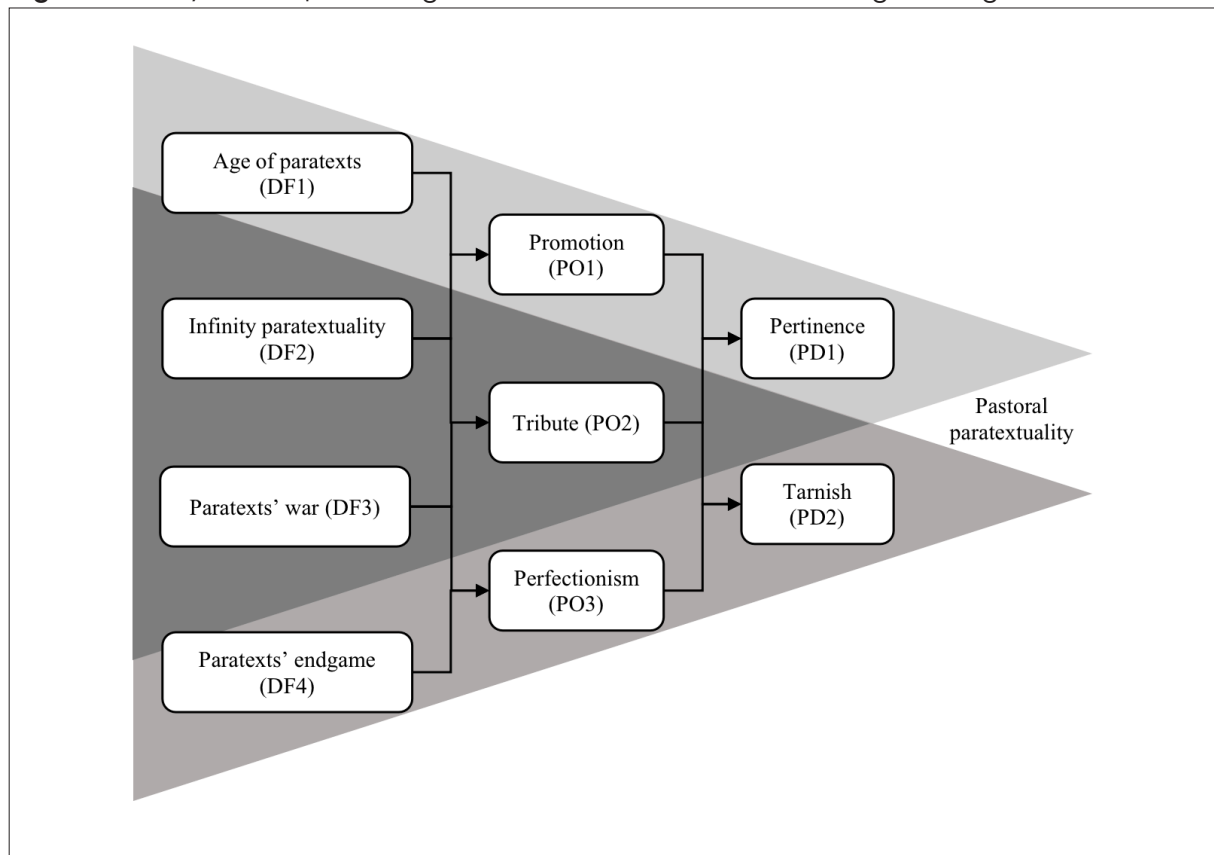 Age of paratexts
(DF1)
Infinity paratextuality
(DF2)
Paratexts’ war (DF3)
Paratexts’ endgame
(DF4)
Promotion
(PO1)
Tribute (PO2)
Perfectionism
(PO3)
Pertinence
(PD1)
Tarnish
(PD2)
Pastoral
paratextuality